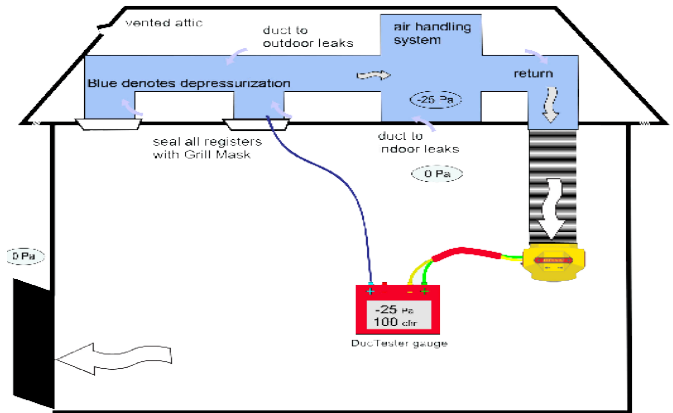 vented attic
duct to
outdoor leaks
air handling
system
Blue denotes depressurization
return
-25 Pa
seal all registers
with Grill Mask
duct to
ndoor leaks
0 Pa
0 Pa
-25 Pa
100 cfm
DucTester gauge